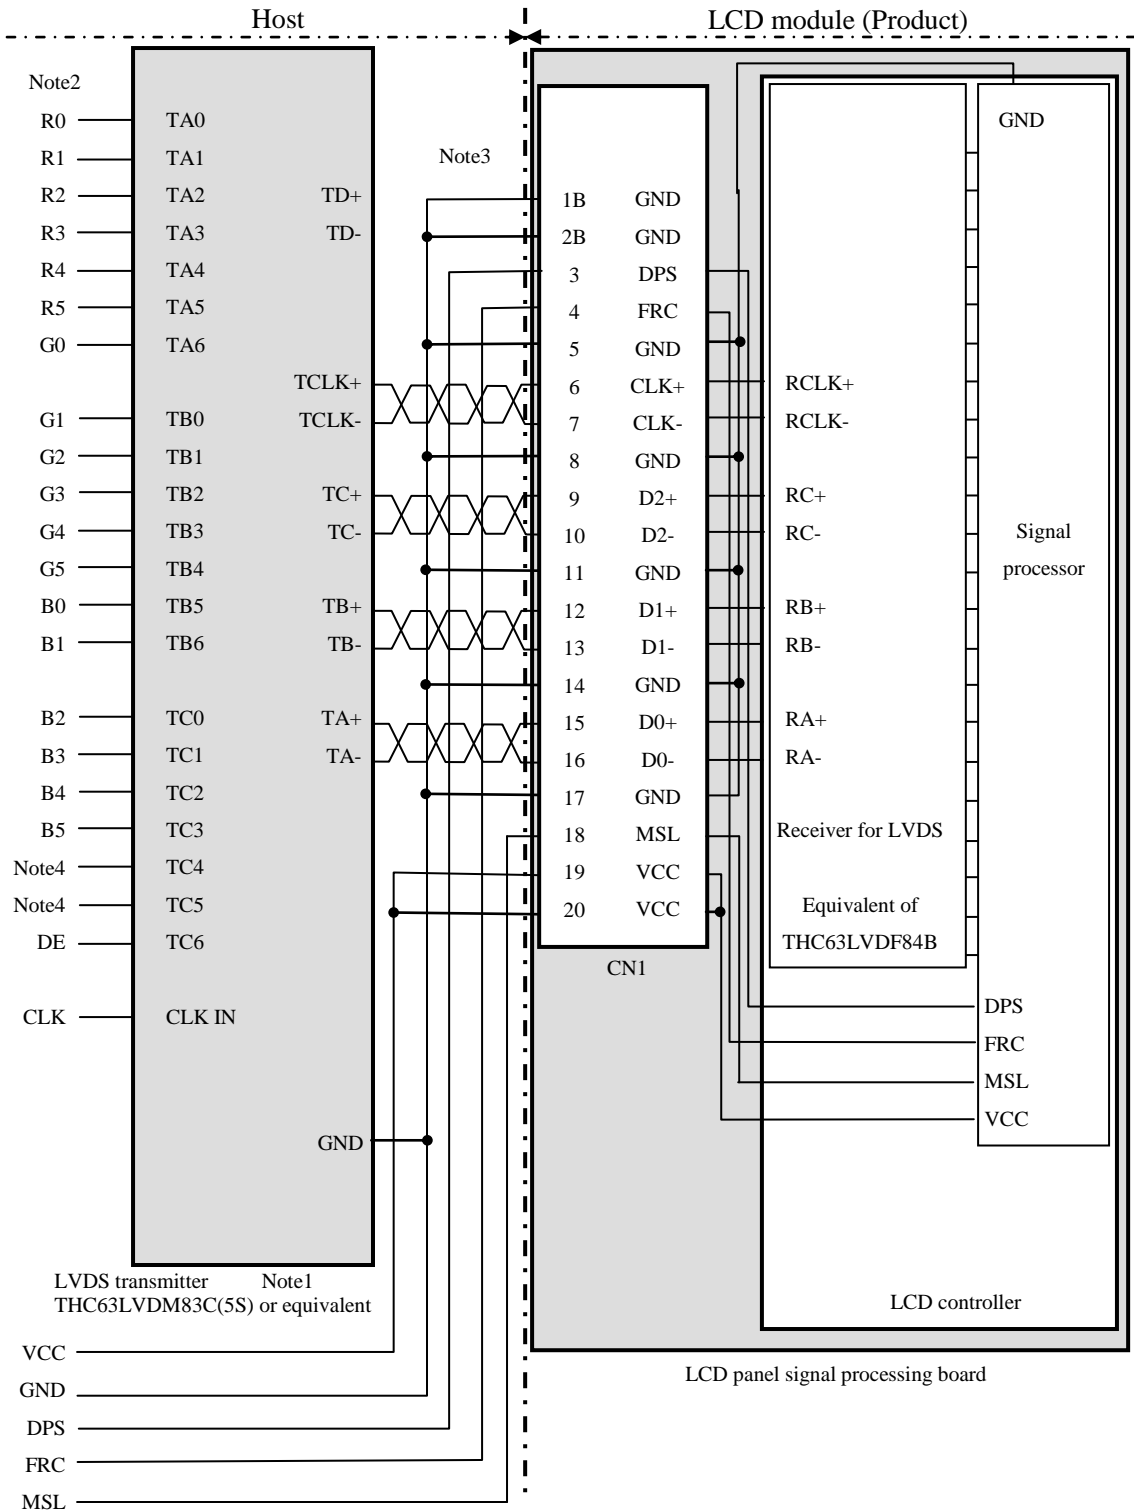 Host
LCD module (Product)
Note2
R0 TA0
R1 TA1
R2 TA2 TD+
R3 TA3 TD-
R4 TA4
R5 TA5
G0 TA6
TCLK+
G1 TB0 TCLK-
G2 TB1
G3 TB2 TC+
G4 TB3 TC-
G5 TB4
B0 TB5 TB+
B1 TB6 TB-
B2 TC0 TA+
B3 TC1 TA-
B4 TC2
B5 TC3
Note4 TC4
Note4 TC5
DE TC6
CLK CLK IN
GND
LVDS transmitter Note1
THC63LVDM83C(5S) or equivalent
VCC
GND
DPS
FRC
MSL
Note3
1B GND
2B GND
3 DPS
4 FRC
5 GND
6 CLK+
7 CLK-
8 GND
9 D2+
10 D2-
11 GND
12 D1+
13 D1-
14 GND
15 D0+
16 D0-
17 GND
18 MSL
19 VCC
20 VCC
CN1
RCLK+
RCLK-
RC+
RC-
RB+
RB-
RA+
RA-
Receiver for LVDS
Equivalent of
THC63LVDF84B
GND
Signal
processor
DPS
FRC
MSL
VCC
LCD controller
LCD panel signal processing board